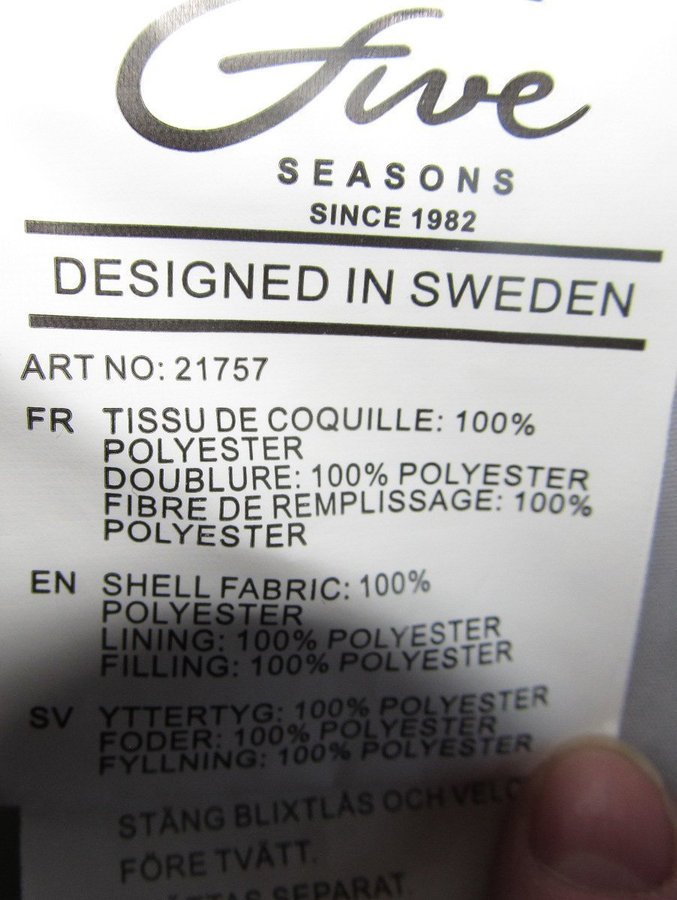 Five
SEASONS
SINCE 1982
DESIGNED IN SWEDEN
ART NO: 21757
FR TISSU DE COQUILLE: 100%
POLYESTER
DOUBLURE: 100% POLYESTER
FIBRE DE REMPLISSAGE: 100%
POLYESTER
EN SHELL FABRIC: 100%
POLYESTER
LINING: 100% POLYESTER
FILLING: 100% POLYESTER
SV YTTERTYG: 100% POLYESTER
FODER: 100% POLYESTER
FYLLNING: 100% POLYESTER
STÄNG BLIXTLÅS OCH
FÖRE TVÄTT.
SEPARAT.